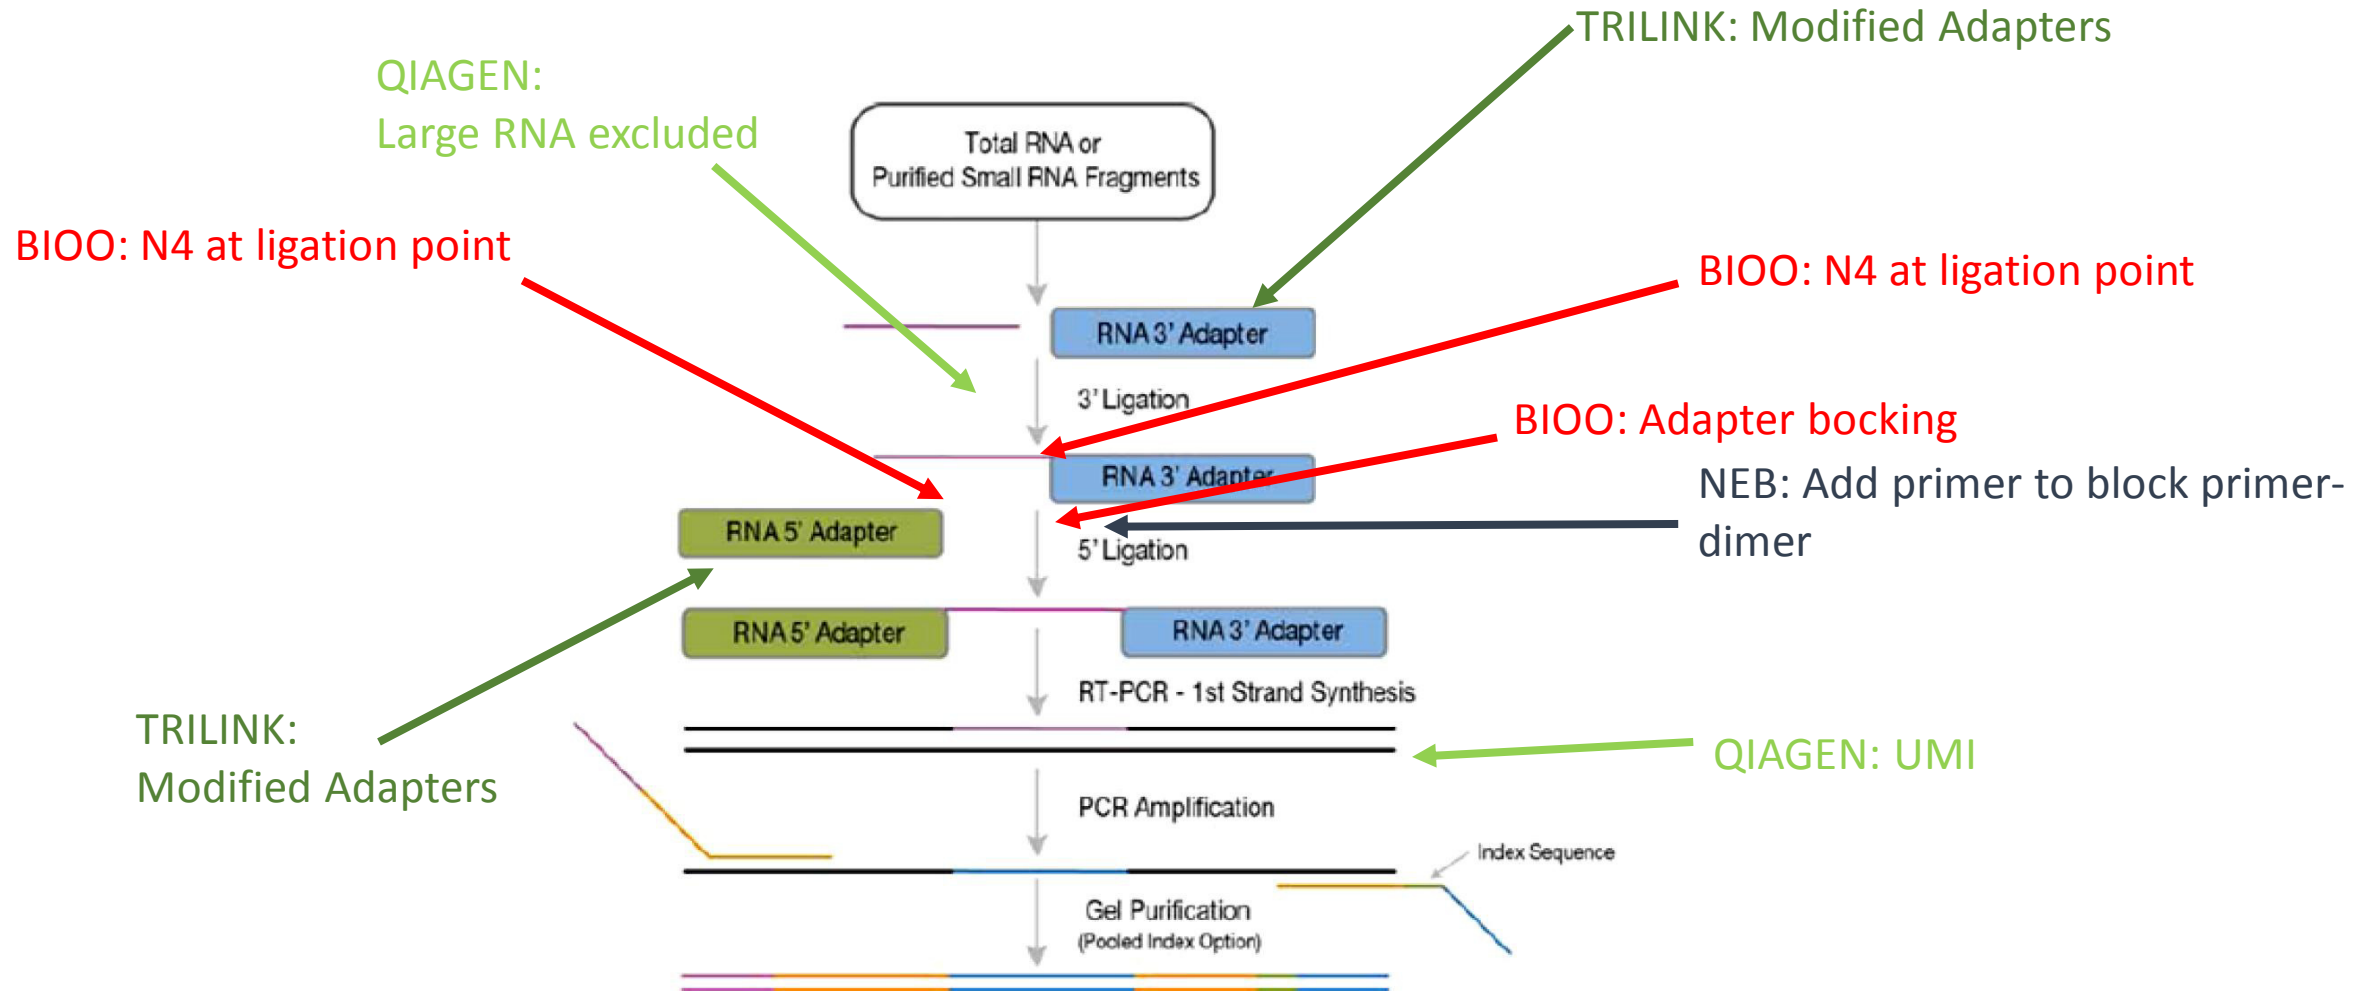 TRILINK: Modified Adapters
QIAGEN:
Large RNA excluded
Total RNA or
Purified Small RNA Fragments
BIOO: N4 at ligation point
BIOO: N4 at ligation point
RNA 3' Adapter
3' Ligation
BIOO: Adapter bocking
RNA 3' Adapter
NEB: Add primer to block primer-
dimer
RNA 5' Adapter
5' Ligation
RNA 5' Adapter
RNA 3' Adapter
RT-PCR - 1st Strand Synthesis
TRILINK:
Modified Adapters
QIAGEN: UMI
PCR Amplification
Index Sequence
Gel Purification
(Pooled Index Option)